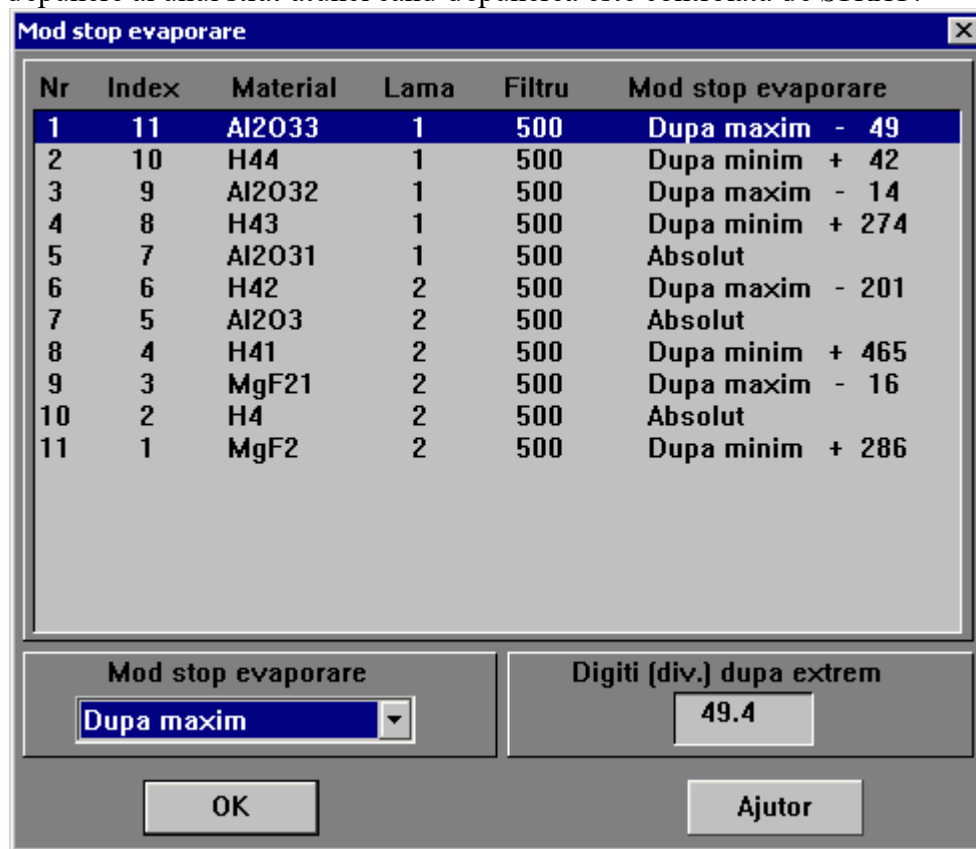 Mod stop evaporare
Nr Index Material Lama Filtru Mod stop evaporare
1 11 Al2O33 1 500 Dupa maxim - 49
2 10 H44 1 500 Dupa minim + 42
3 9 Al2O32 1 500 Dupa maxim - 14
4 8 H43 1 500 Dupa minim + 274
5 7 Al2O31 1 500 Absolut
6 6 H42 2 500 Dupa maxim - 201
7 5 Al2O3 2 500 Absolut
8 4 H41 2 500 Dupa minim + 465
9 3 MgF21 2 500 Dupa maxim - 16
10 2 H4 2 500 Absolut
11 1 MgF2 2 500 Dupa minim + 286
Mod stop evaporare Digiti (div.) dupa extrem
Dupa maxim 49.4
OK Ajutor